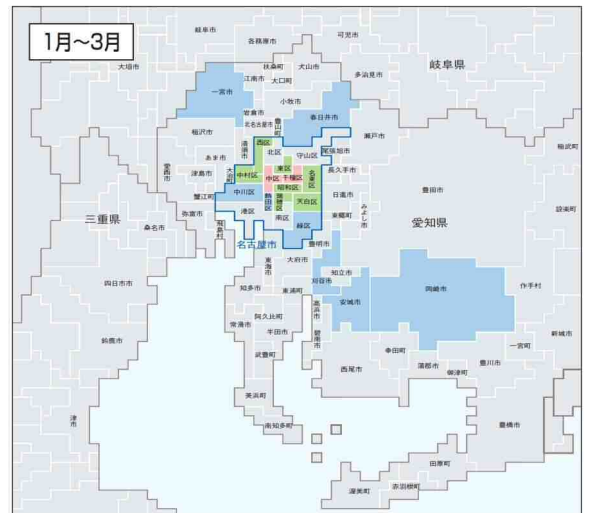 1月～3月
岐阜市
各務原市
可児市
大垣市
扶桑町
犬山市
岐阜県
江南市
大口町
多治見市
一宮市
小牧市
岩倉市
豊山町
春日井市
北名古屋市
稲沢市
清須市
西区
北区
守山区
尾張旭市
瀬戸市
稲武町
愛西市
あま市
津島市
大治町
中村区
東区
中区
千種区
名東区
長久手市
昭和区
豊田市
設楽町
蟹江町
中川区
熱田区
瑞穂区
天白区
日進市
みよし市
愛知県
三重県
弥富市
飛島村
港区
南区
緑区
東郷町
桑名市
名古屋市
豊明市
東海市
大府市
知立市
刈谷市
四日市市
知多市
東浦町
高浜市
安城市
岡崎市
作手村
常滑市
阿久比町
半田市
碧南市
新城市
鈴鹿市
武豊町
西尾市
幸田町
蒲郡市
御津町
豊川市
一宮町
美浜町
津市
南知多町
豊橋市
田原町
赤羽根町
渥美町